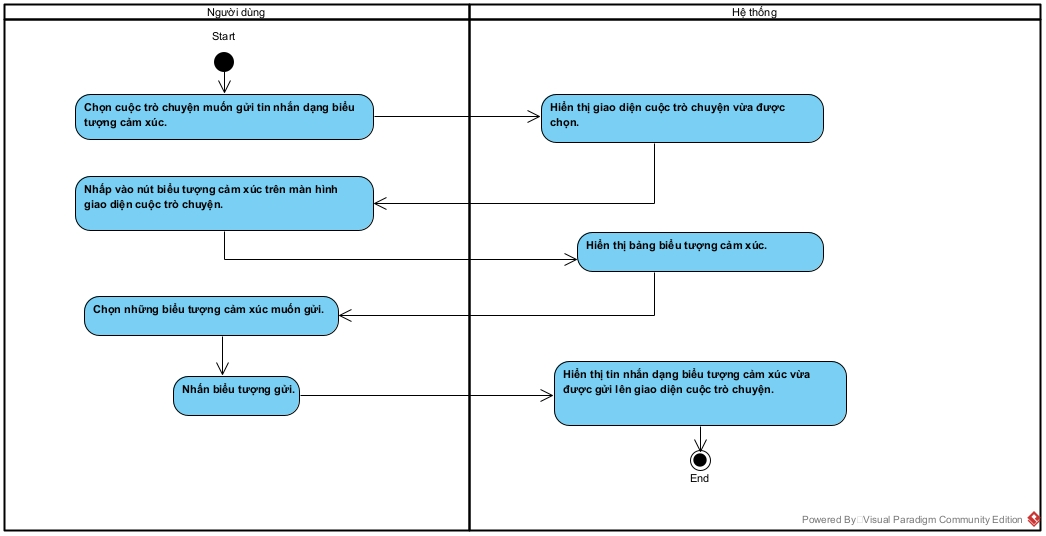 Người dùng
Hệ thống
Start
Chọn cuộc trò chuyện muốn gửi tin nhắn dạng biểu
tượng cảm xúc.
Hiển thị giao diện cuộc trò chuyện vừa được
chọn.
Nhấp vào nút biểu tượng cảm xúc trên màn hình
giao diện cuộc trò chuyện.
Hiển thị bảng biểu tượng cảm xúc.
Chọn những biểu tượng cảm xúc muốn gửi.
Nhấn biểu tượng gửi.
Hiển thị tin nhắn dạng biểu tượng cảm xúc vừa
được gửi lên giao diện cuộc trò chuyện.
End
Powered By Visual Paradigm Community Edition